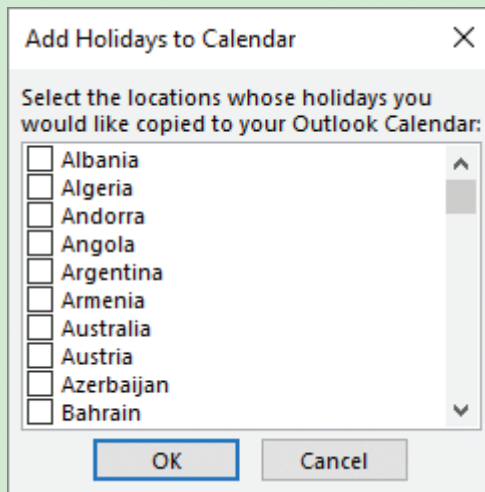 Add Holidays to Calendar
Select the locations whose holidays you
would like copied to your Outlook Calendar:
Albania
Algeria
Andorra
Angola
Argentina
Armenia
Australia
Austria
Azerbaijan
Bahrain
OK Cancel